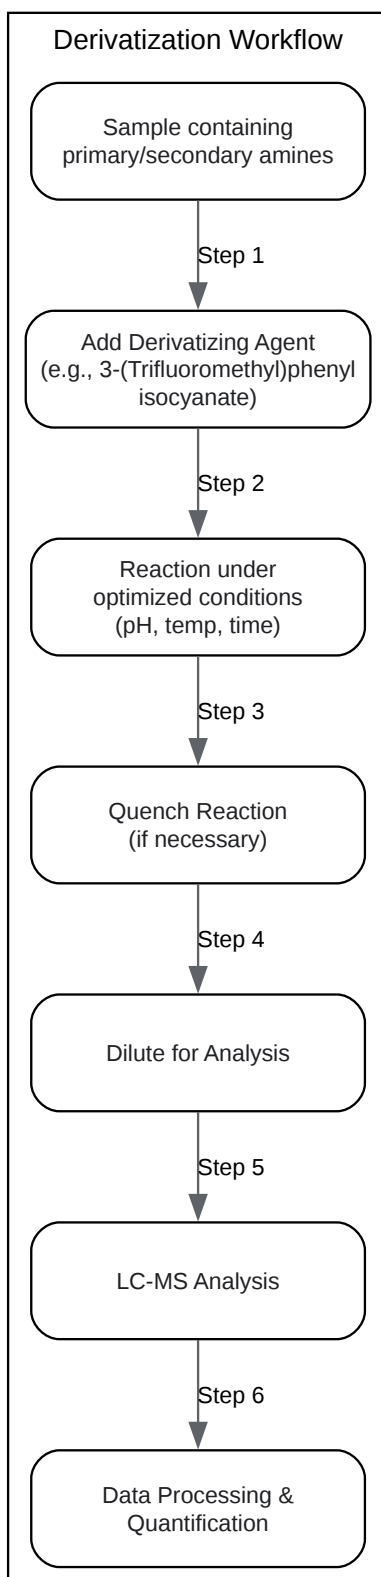 Derivatization Workflow
Sample containing
primary/secondary amines
Step 1
Add Derivatizing Agent
(e.g., 3-(Trifluoromethyl)phenyl
isocyanate)
Step 2
Reaction under
optimized conditions
(pH, temp, time)
Step 3
Quench Reaction
(if necessary)
Step 4
Dilute for Analysis
Step 5
LC-MS Analysis
Step 6
Data Processing &
Quantification